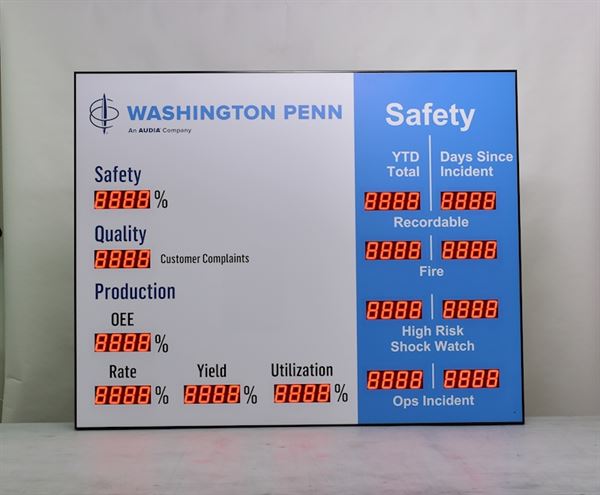 WASHINGTON PENN
An AUDIA Company
Safety
8888 %
Quality
8888 Customer Complaints
Production
OEE
8888 %
Rate Yield Utilization
8888 % 8888 % 8888 %
Safety
YTD Total
Days Since Incident
8888 8888
Recordable
8888 8888
Fire
8888 8888
High Risk
Shock Watch
8888 8888
Ops Incident